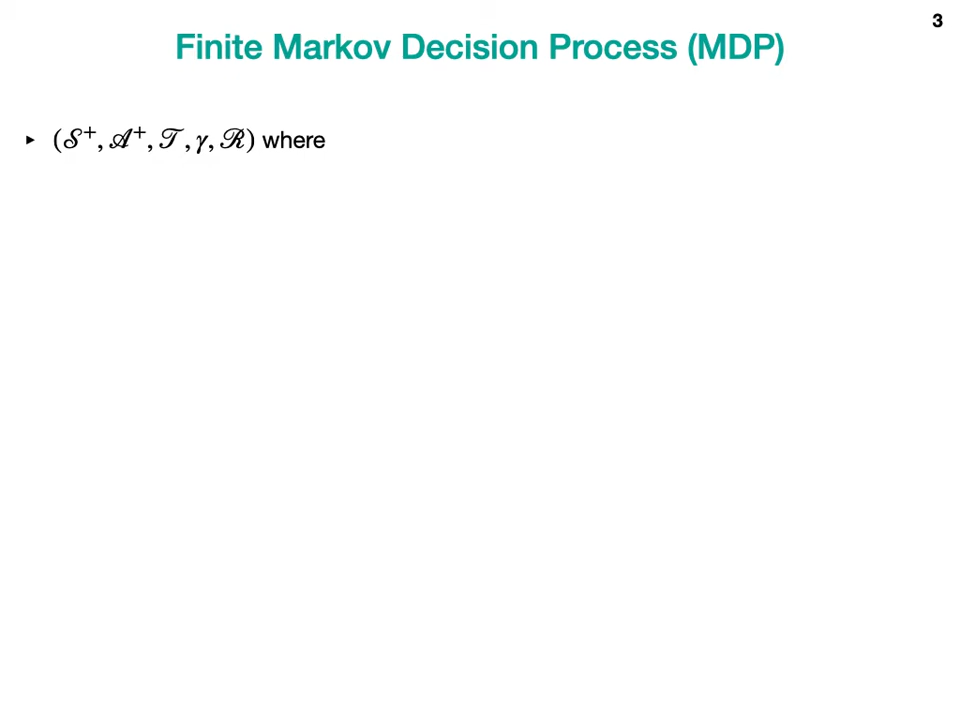 3
Finite Markov Decision Process (MDP)
‣ (𝒮⁺, 𝒜⁺, 𝒯, γ, ℛ) where